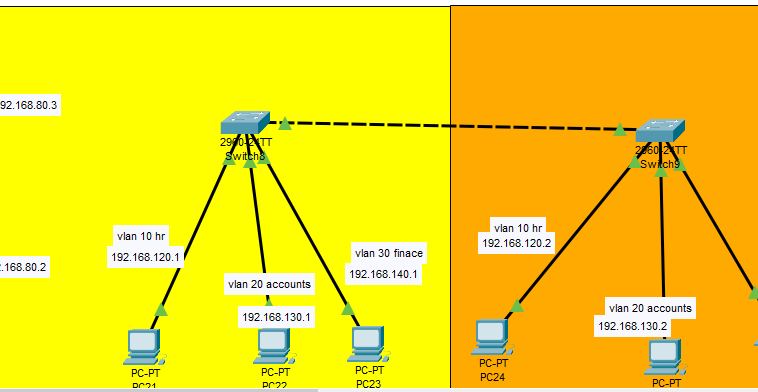 92.168.80.3
2960-24TT
Switch8
2960-24TT
Switch9
vlan 10 hr
192.168.120.1
vlan 30 finace
192.168.140.1
vlan 10 hr
192.168.120.2
.168.80.2
vlan 20 accounts
192.168.130.1
vlan 20 accounts
192.168.130.2
PC-PT
PC21
PC-PT
PC22
PC-PT
PC23
PC-PT
PC24
PC-PT